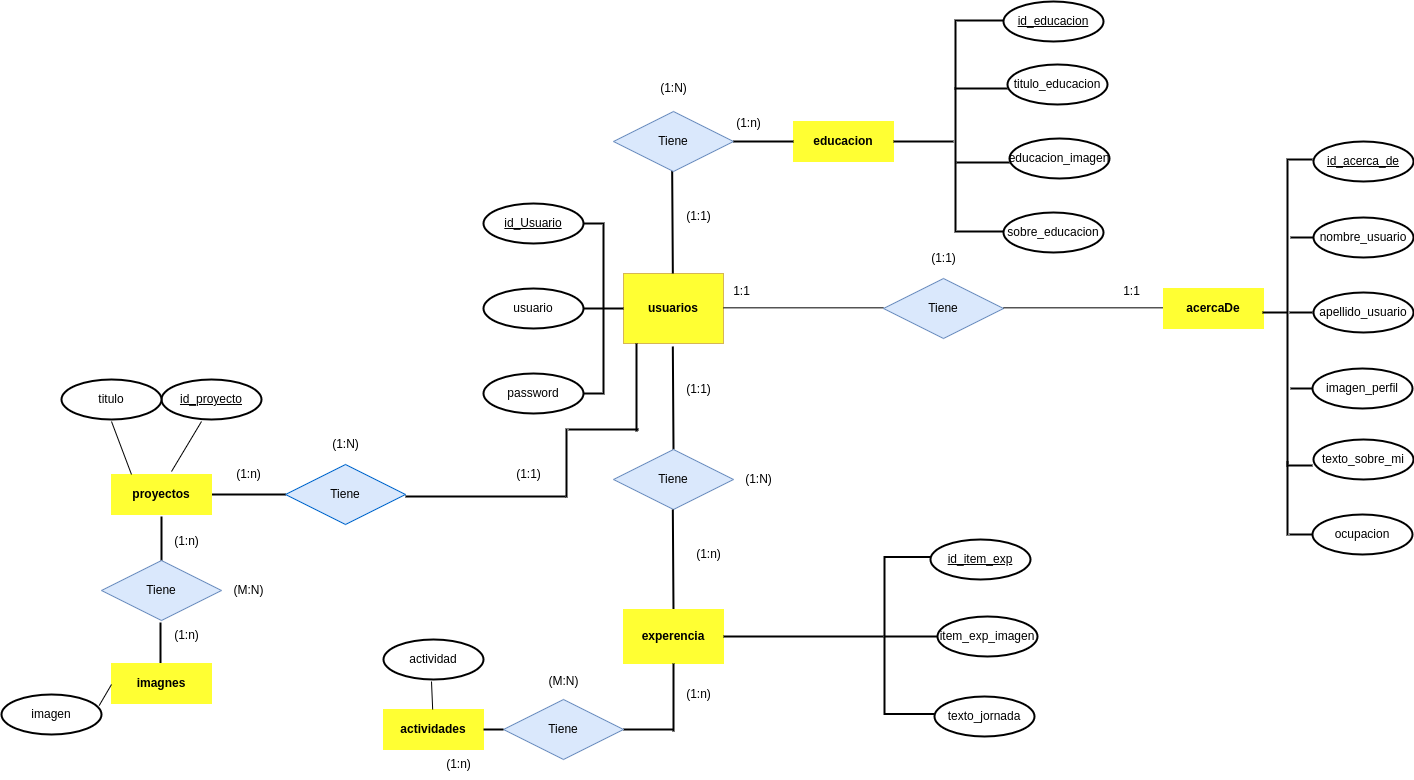 id_educacion
titulo_educacion
(1:N)
(1:n)
Tiene
educacion
educacion_imagen
id_acerca_de
(1:1)
id_Usuario
sobre_educacion
nombre_usuario
(1:1)
1:1
1:1
usuario
usuarios
Tiene
acercaDe
apellido_usuario
(1:1)
password
imagen_perfil
titulo
id_proyecto
(1:N)
texto_sobre_mi
(1:n)
(1:1)
Tiene
(1:N)
proyectos
Tiene
ocupacion
(1:n)
(1:n)
id_item_exp
Tiene
(M:N)
(1:n)
experencia
item_exp_imagen
actividad
(M:N)
imagnes
(1:n)
imagen
texto_jornada
actividades
Tiene
(1:n)